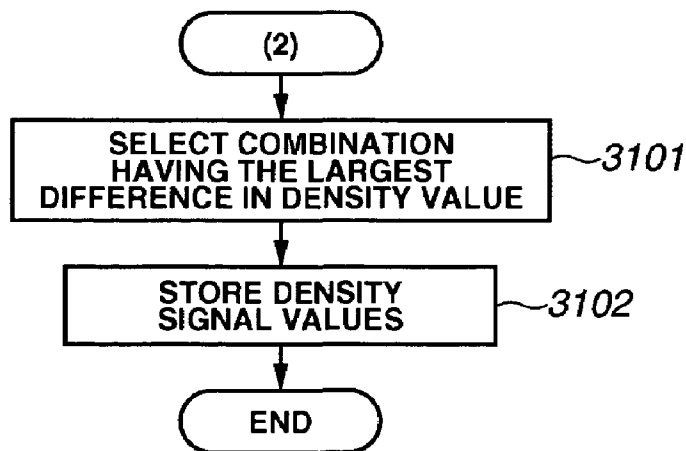 (2)
SELECT COMBINATION
HAVING THE LARGEST
DIFFERENCE IN DENSITY VALUE
3101
STORE DENSITY
SIGNAL VALUES
3102
END